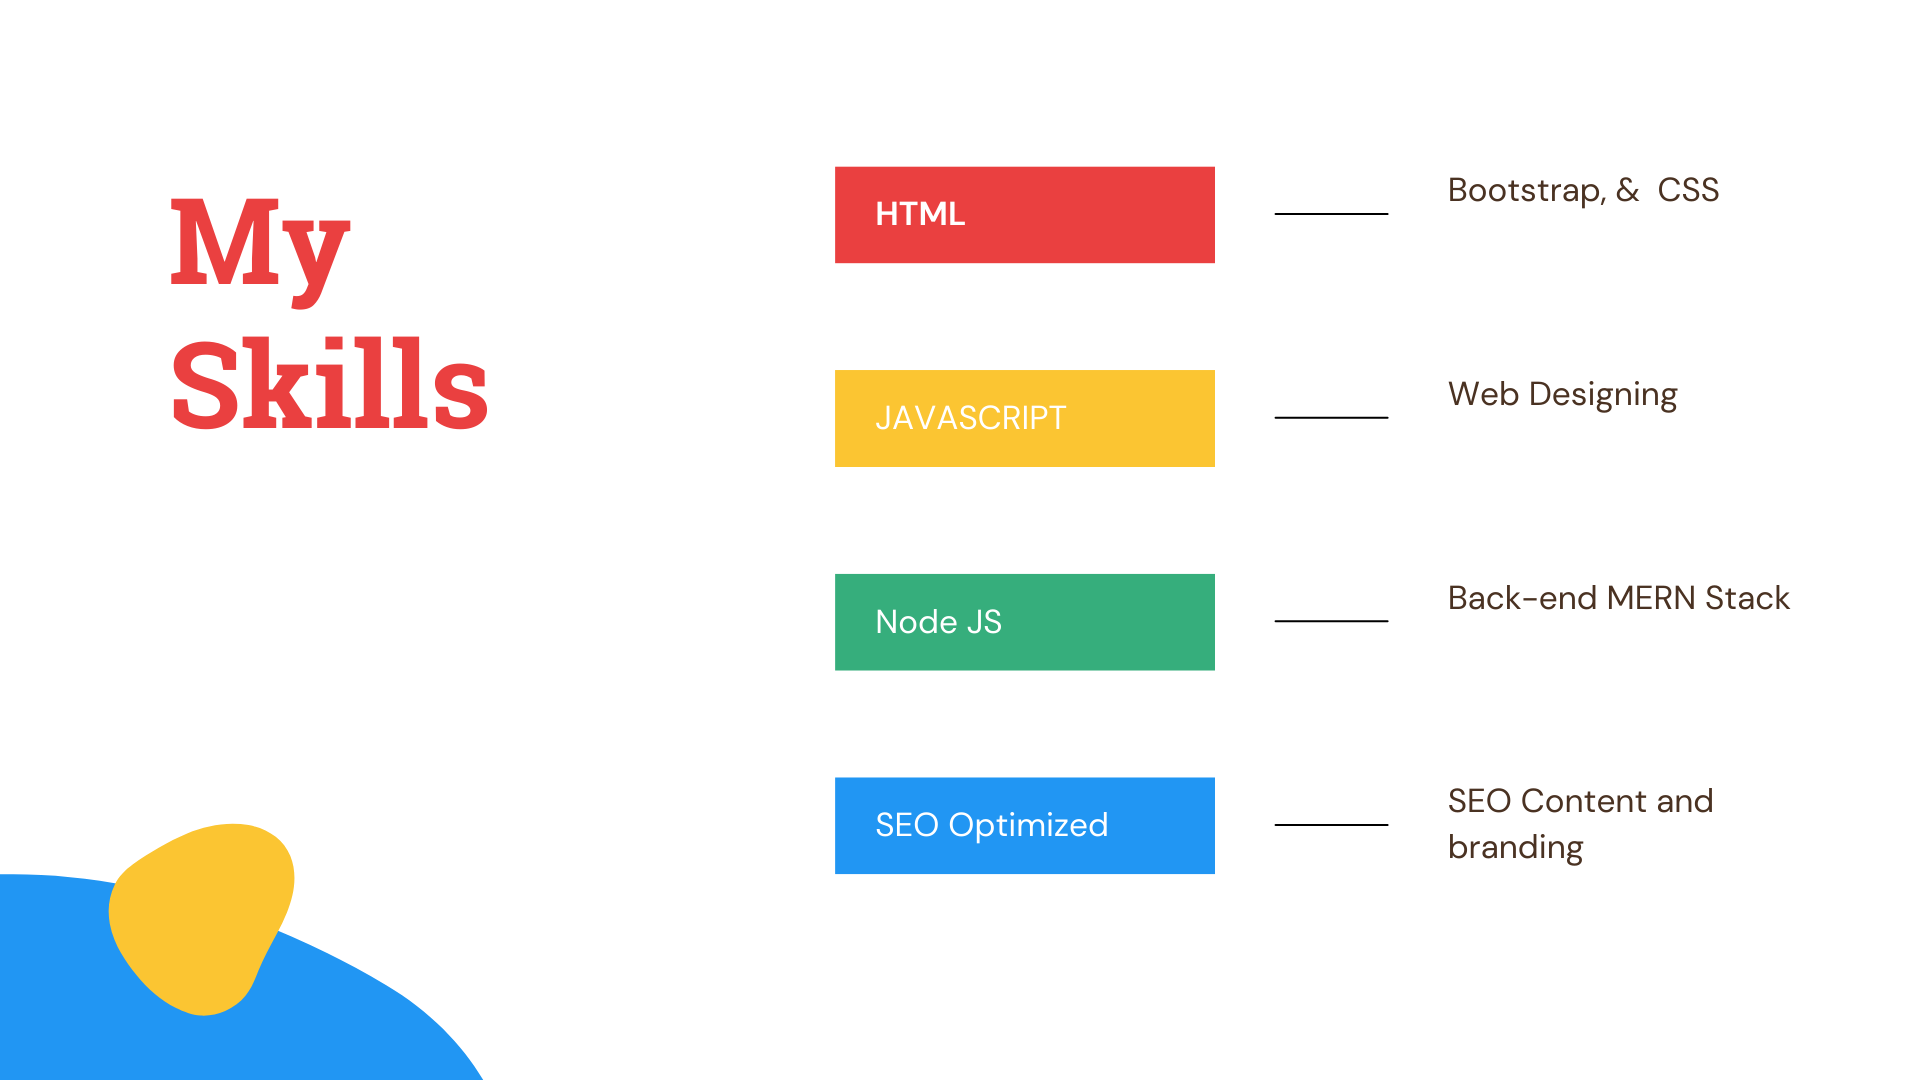 My
Skills
HTML
Bootstrap, &  CSS
JAVASCRIPT
Web Designing
Node JS
Back-end MERN Stack
SEO Optimized
SEO Content and
branding